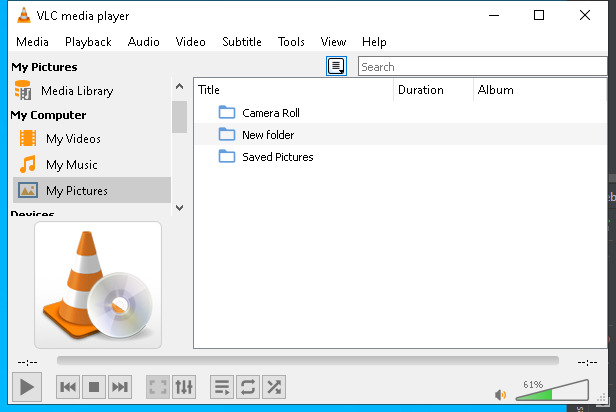 VLC media player
Media Playback Audio Video Subtitle Tools View Help
My Pictures
Search
Media Library
My Computer
My Videos
My Music
My Pictures
Devices
Title Duration Album
Camera Roll
New folder
Saved Pictures
--:-- --:--
61%